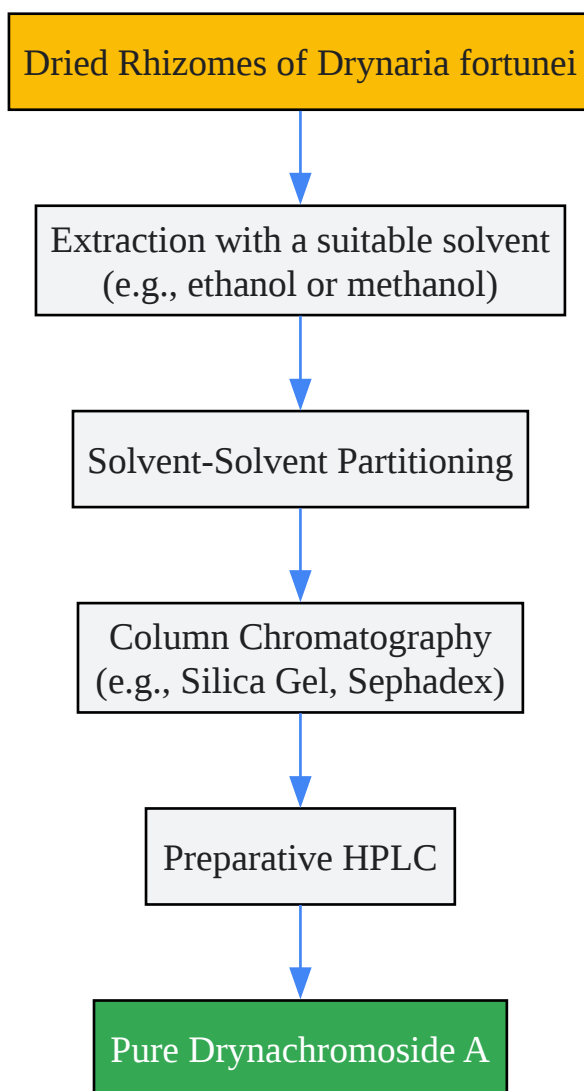 Dried Rhizomes of Drynaria fortunei
Extraction with a suitable solvent
(e.g., ethanol or methanol)
Solvent-Solvent Partitioning
Column Chromatography
(e.g., Silica Gel, Sephadex)
Preparative HPLC
Pure Drynachromoside A